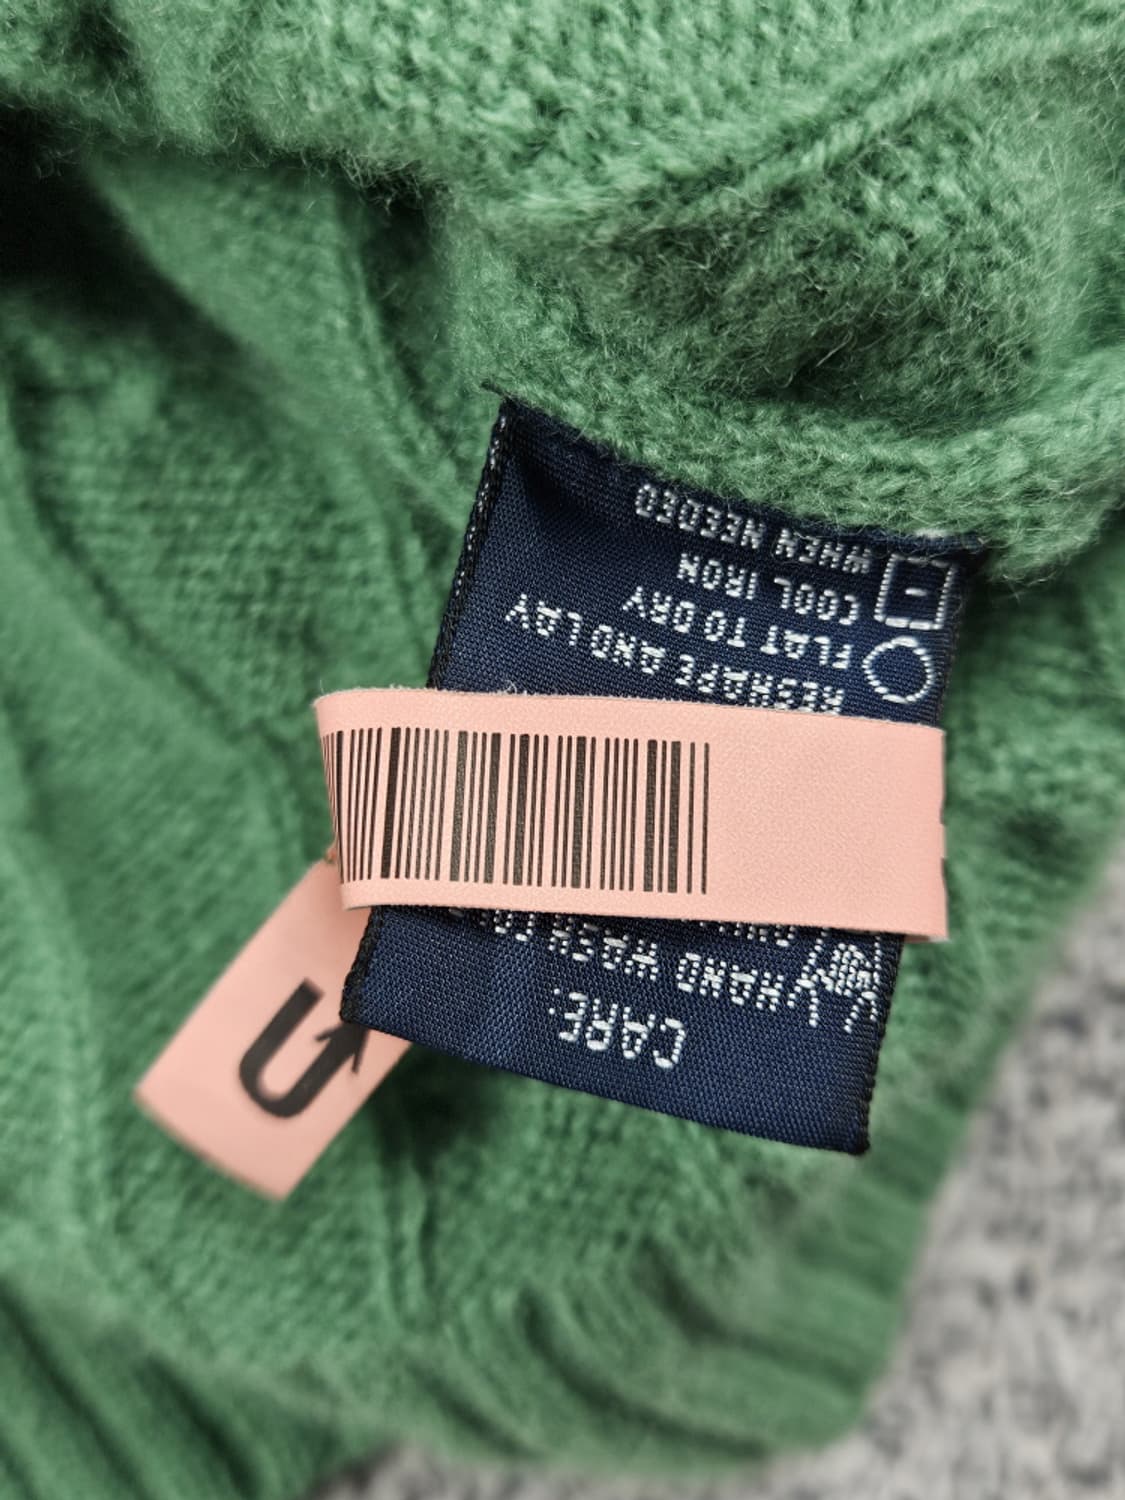 CARE:
HAND WASH
RESHAPE AND LAY
FLAT TO DRY
COOL IRON
WHEN NEEDED
U